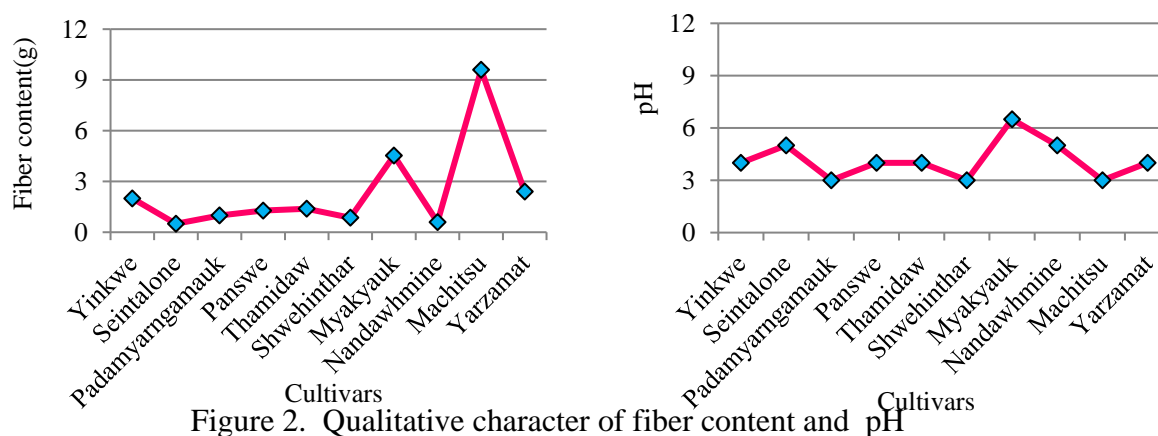 12
9
6
3
0
Fiber content(g)
Yinkwe
Seintalone
Padamyarngamauk
Panswe
Thamidaw
Shwehinthar
Myakyauk
Nandawhmine
Machitsu
Yarzamat
Cultivars
12
9
6
3
0
pH
Yinkwe
Seintalone
Padamyarngamauk
Panswe
Thamidaw
Shwehinthar
Myakyauk
Nandawhmine
Machitsu
Yarzamat
Cultivars
Figure 2. Qualitative character of fiber content and pH